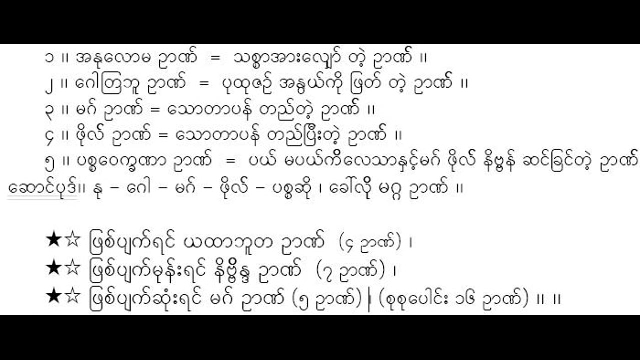 ၁ ။ အနုလောမ ဉာဏ် = သစ္စာအားလျော် တဲ့ ဉာဏ် ။
၂ ။ ဂေါတြဘူ ဉာဏ် = ပုထုဇဉ် အနွယ်ကို ဖြတ် တဲ့ ဉာဏ် ။
၃ ။ မဂ် ဉာဏ် = သောတာပန် တည်တဲ့ ဉာဏ် ။
၄ ။ ဖိုလ် ဉာဏ် = သောတာပန် တည်ပြီးတဲ့ ဉာဏ် ။
၅ ။ ပစ္စဝေက္ခဏာ ဉာဏ် = ပယ် မပယ်ကိလေသာနှင့်မဂ် ဖိုလ် နိဗ္ဗန် ဆင်ခြင်တဲ့ ဉာဏ်
ဆောင်ပုဒ်။ နု – ဂေါ – မဂ် – ဖိုလ် – ပစ္စဆို ၊ ခေါ်လို့ မဂ္ဂ ဉာဏ် ။
★☆ ဖြစ်ပျက်ရင် ယထာဘူတ ဉာဏ် (၄ ဉာဏ်) ၊
★☆ ဖြစ်ပျက်မုန်းရင် နိဗ္ဗိန္ဒ ဉာဏ် (၇ ဉာဏ်) ၊
★☆ ဖြစ်ပျက်ဆုံးရင် မဂ် ဉာဏ် (၅ ဉာဏ်) ၊ (စုစုပေါင်း ၁၆ ဉာဏ်) ။ ။